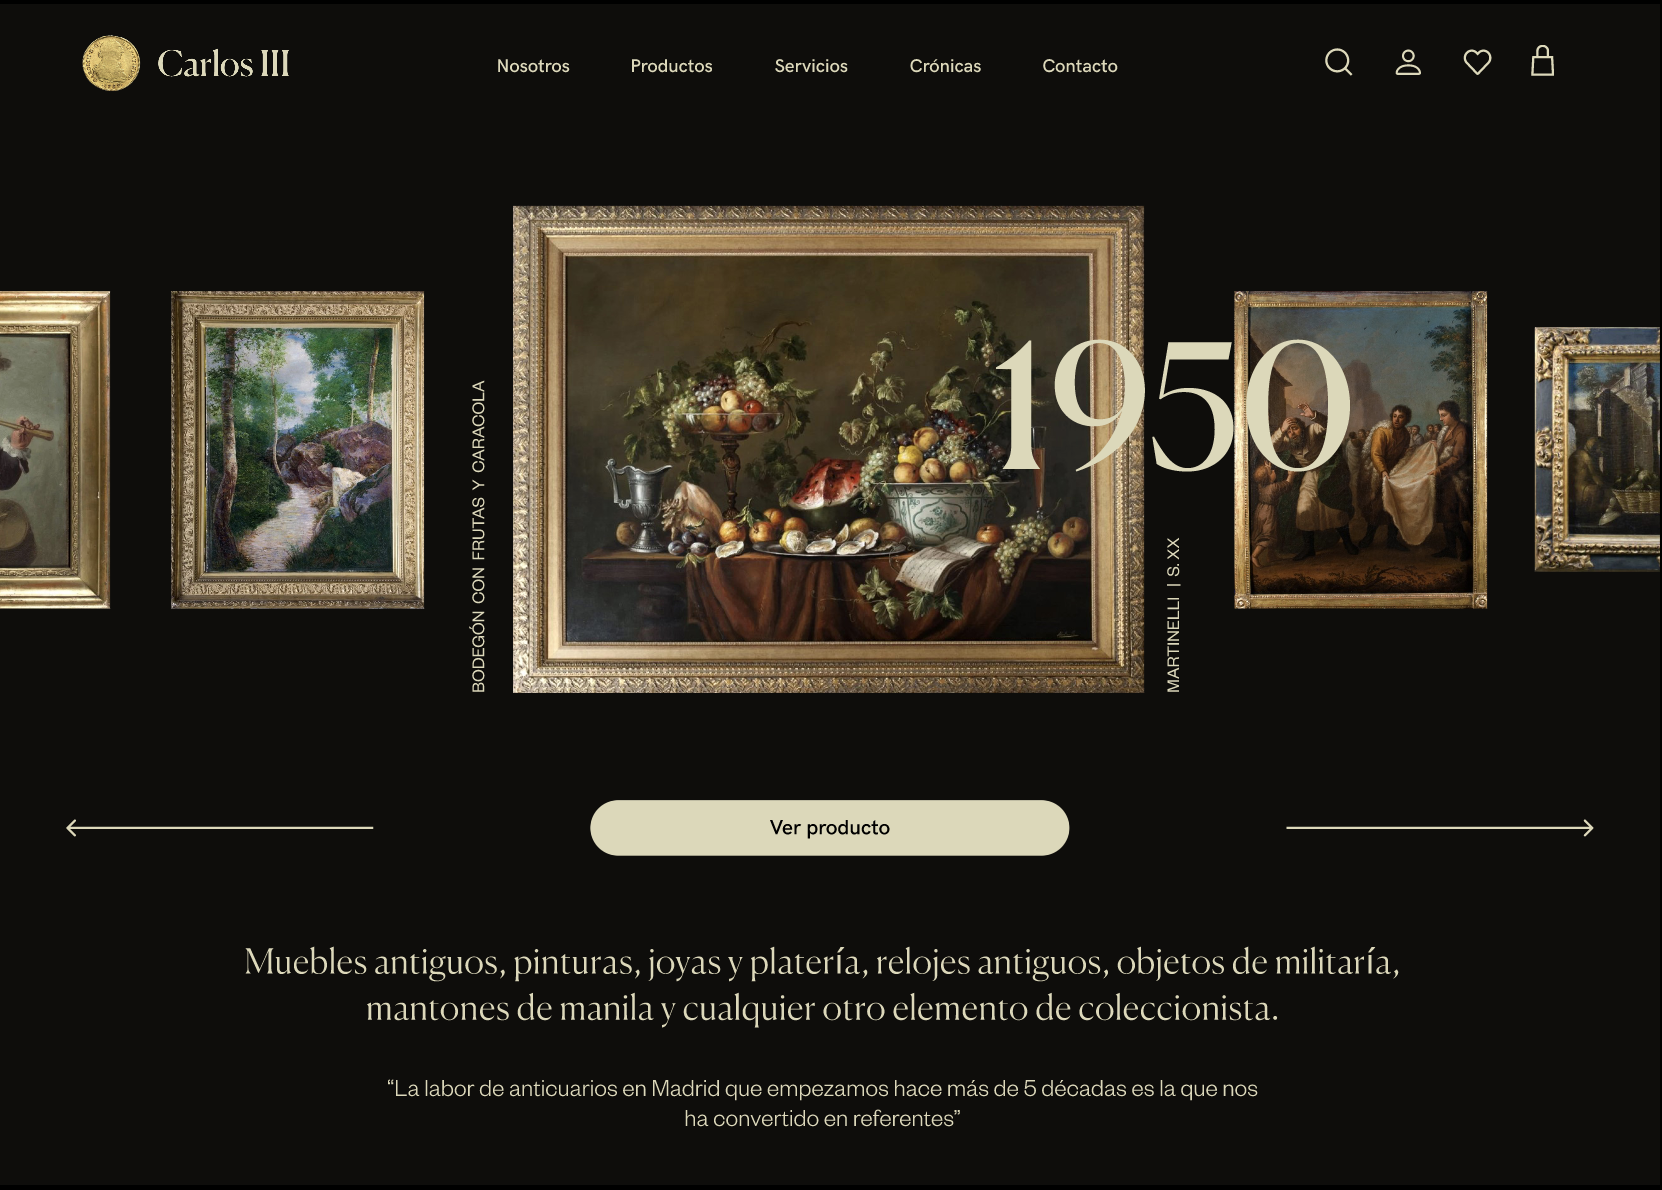 Carlos III
Nosotros
Productos
Servicios
Crónicas
Contacto
BODEGÓN CON FRUTAS Y CARACOLA
1950
MARTINELLI | S.XX
Ver producto
Muebles antiguos, pinturas, joyas y platería, relojes antiguos, objetos de militaría,
mantones de manila y cualquier otro elemento de coleccionista.
“La labor de anticuarios en Madrid que empezamos hace más de 5 décadas es la que nos
ha convertido en referentes”